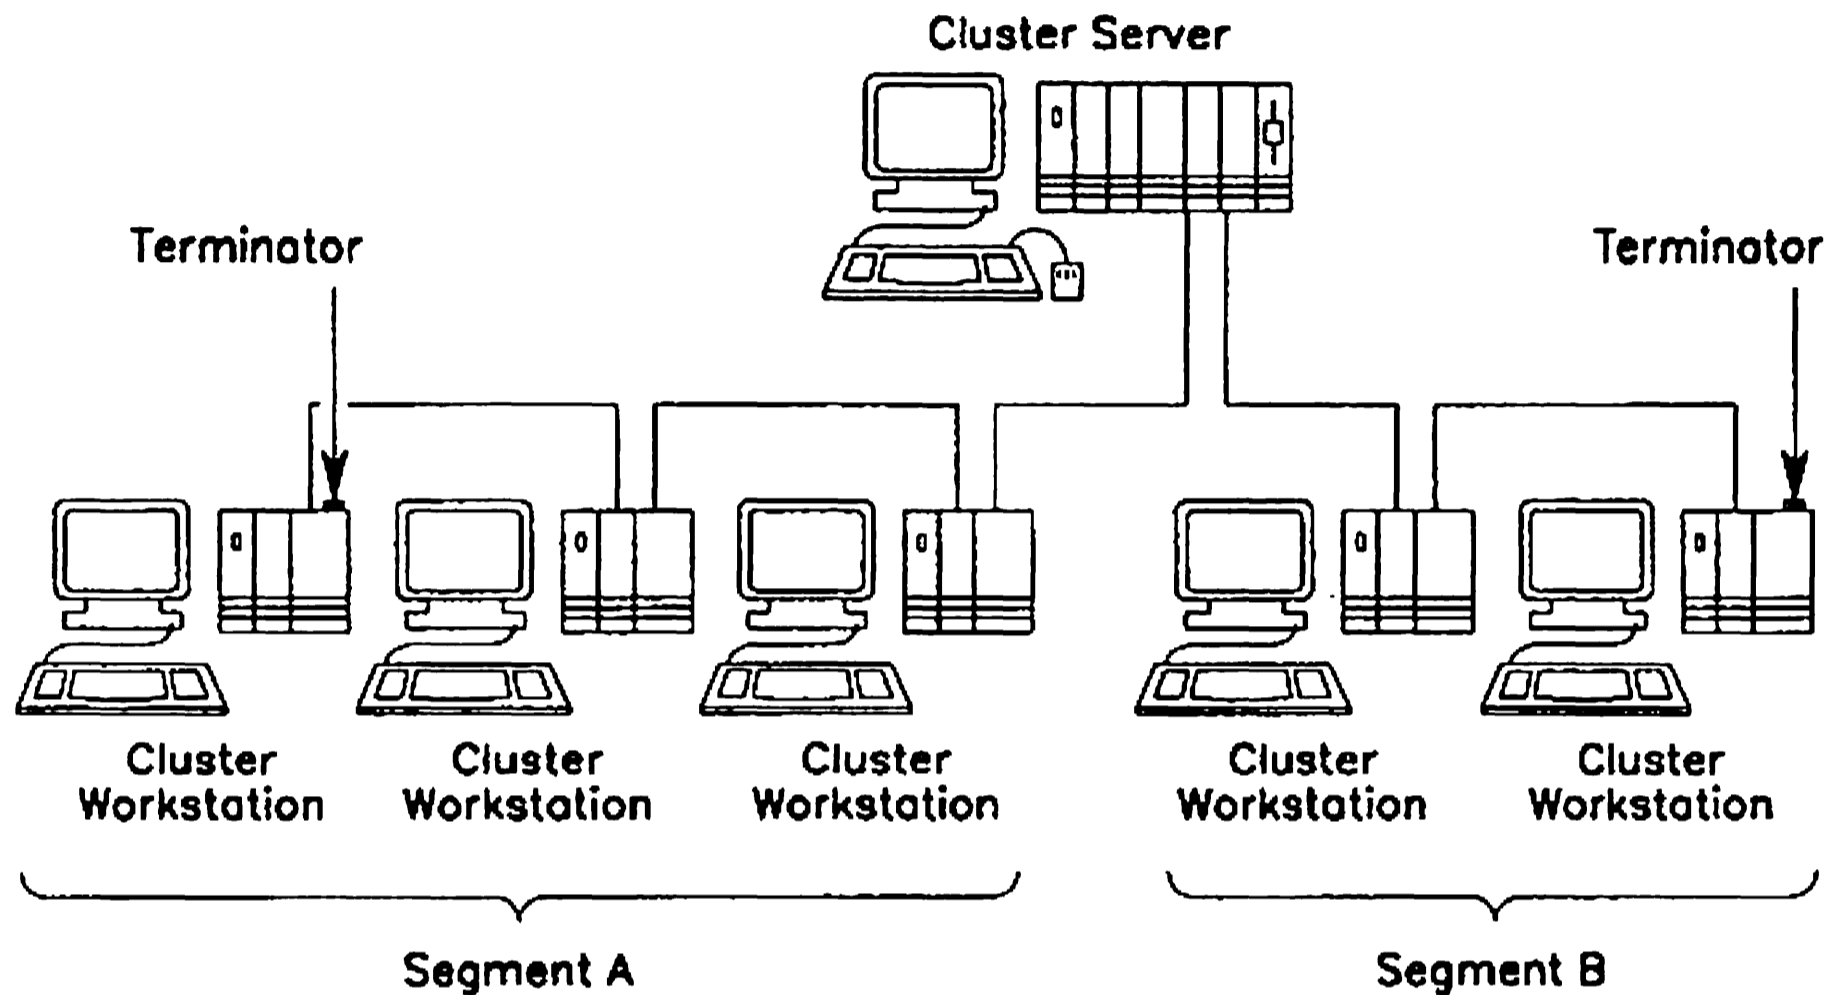 Cluster Server
Terminator
Terminator
Cluster
Workstation
Cluster
Workstation
Cluster
Workstation
Cluster
Workstation
Cluster
Workstation
Segment A
Segment B